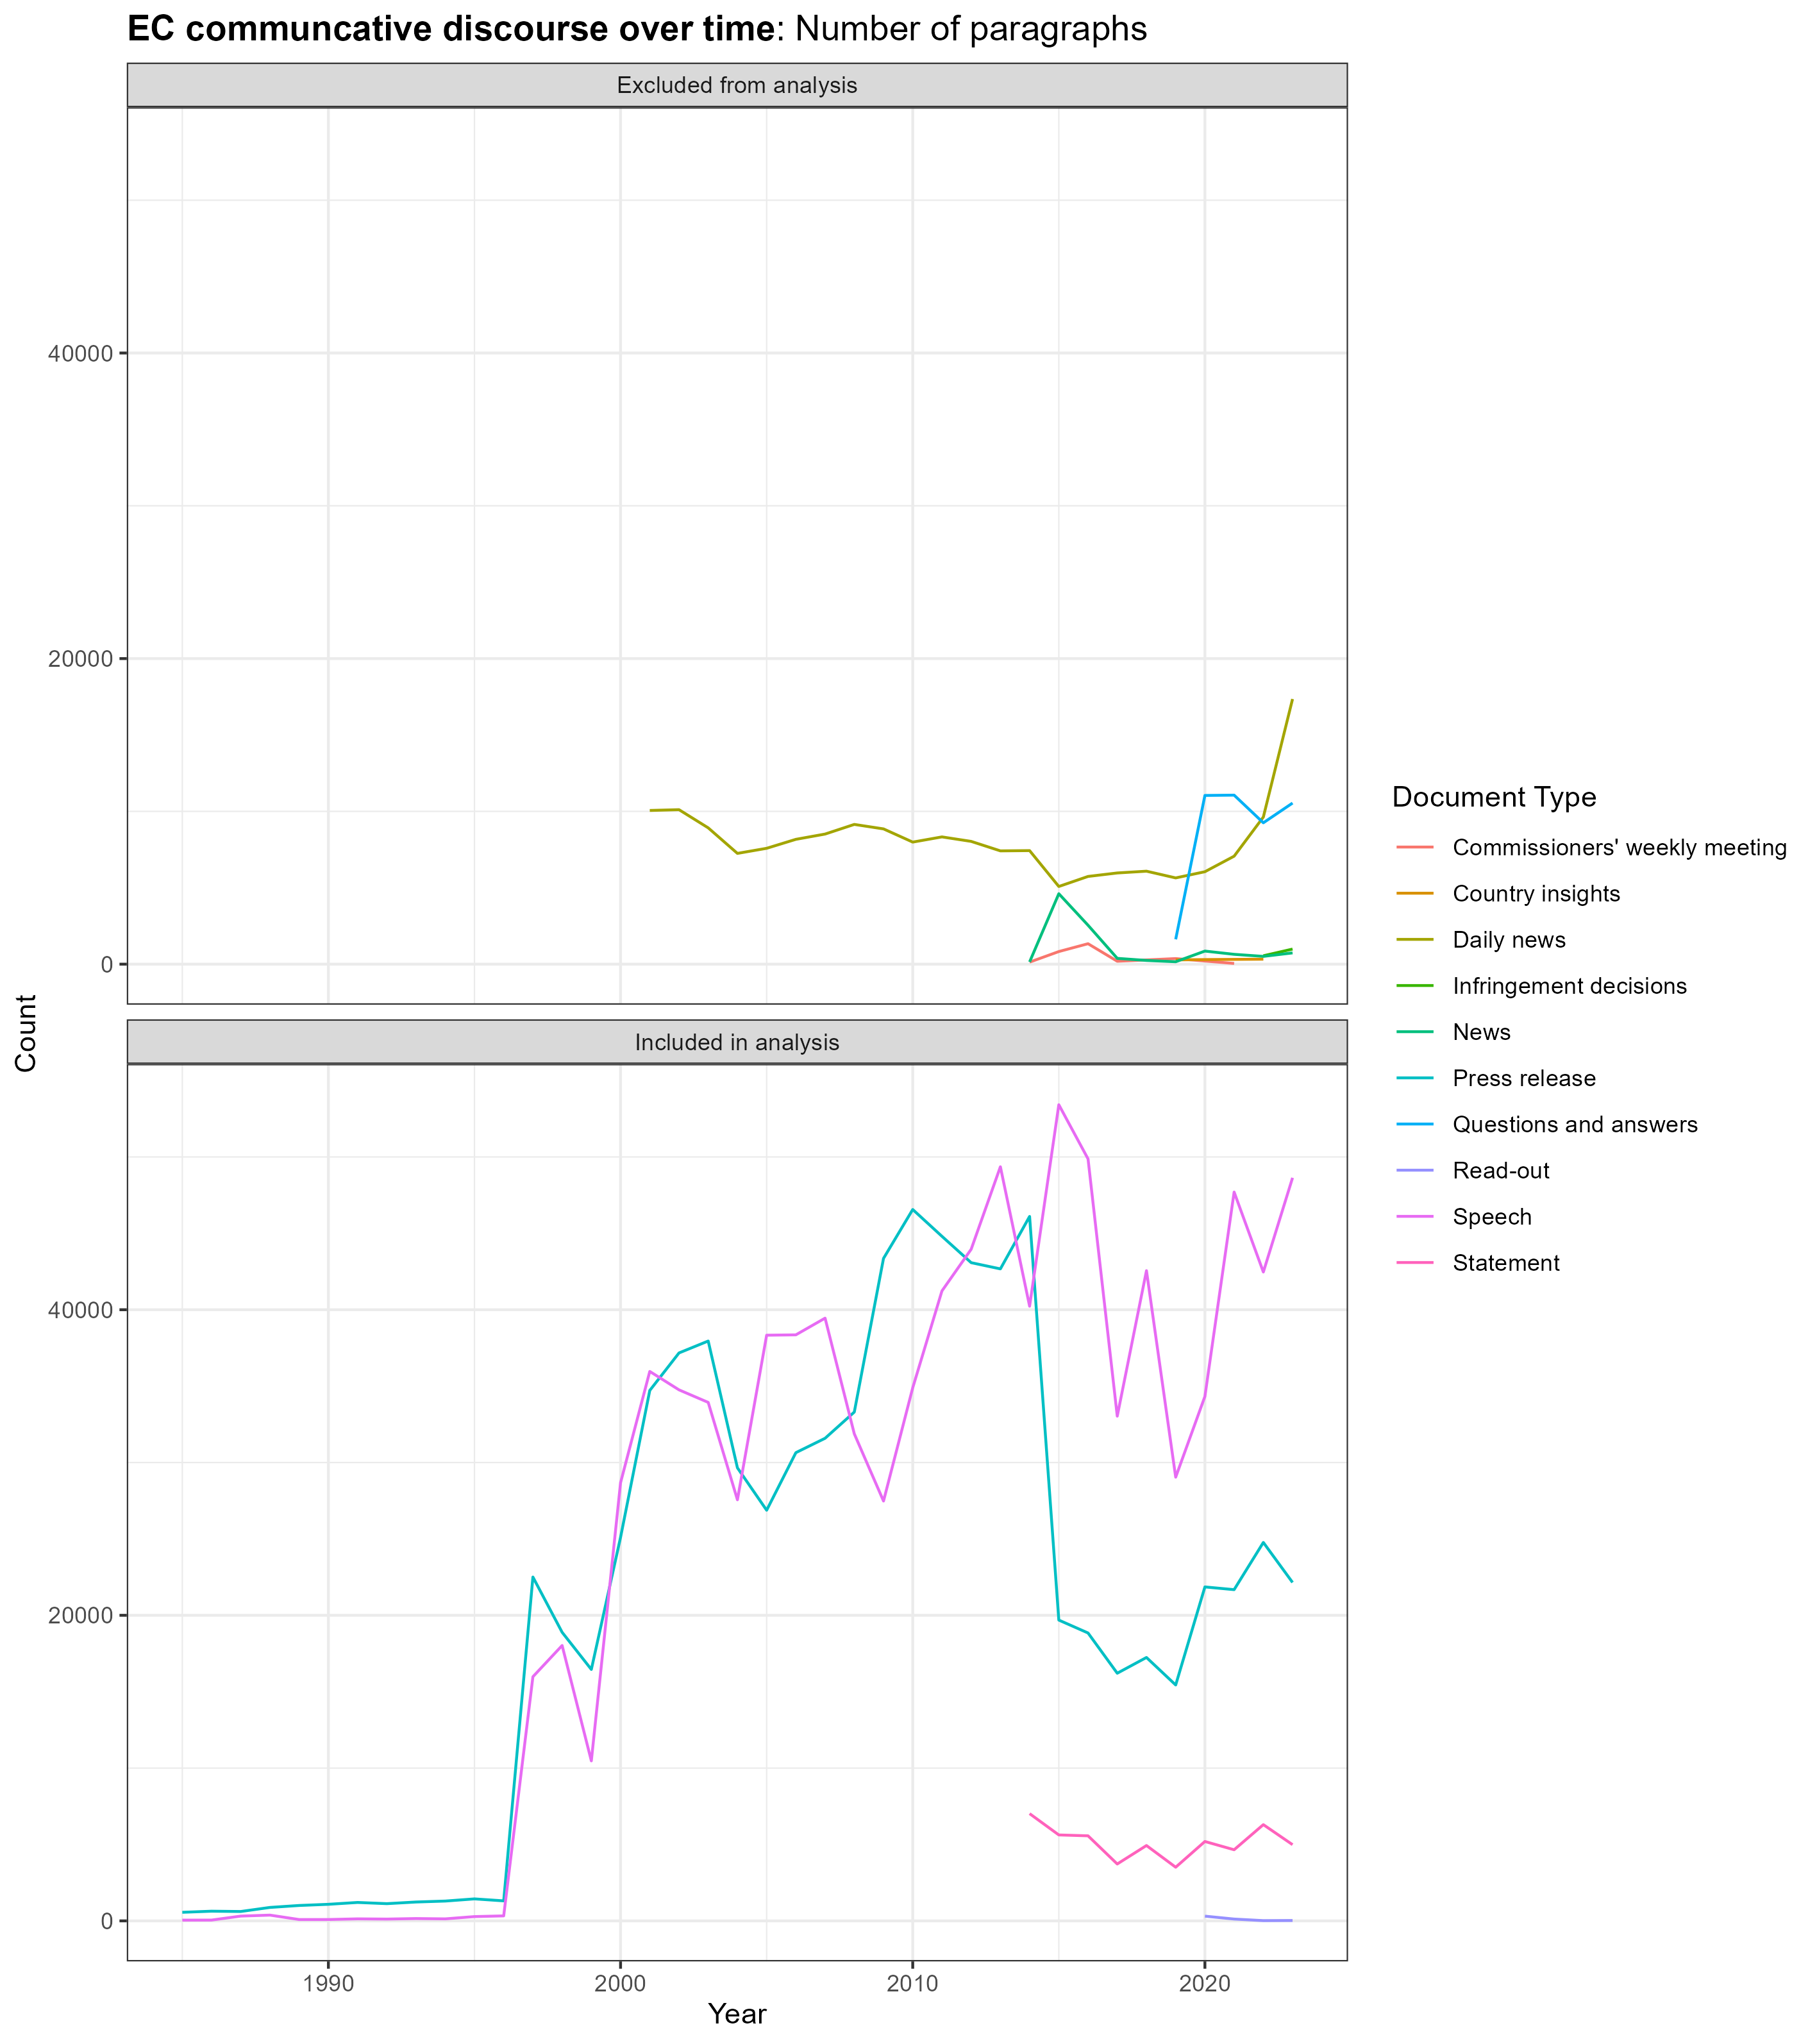 EC communcative discourse over time: Number of paragraphs
Excluded from analysis
40000
20000
0
Included in analysis
40000
20000
0
1990 2000 2010 2020
Year
Count
Document Type
Commissioners' weekly meeting
Country insights
Daily news
Infringement decisions
News
Press release
Questions and answers
Read-out
Speech
Statement